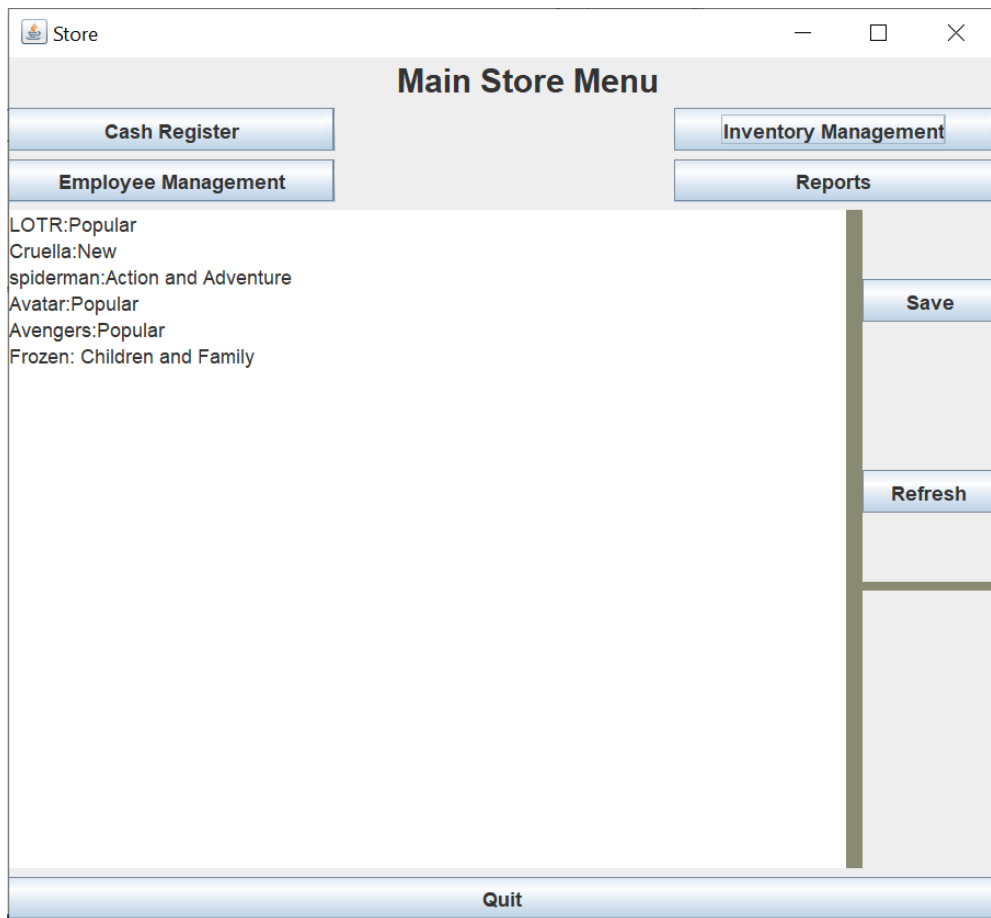 Store
Main Store Menu
Cash Register
Inventory Management
Employee Management
Reports
LOTR:Popular
Cruella:New
spiderman:Action and Adventure
Avatar:Popular
Avengers:Popular
Frozen: Children and Family
Save
Refresh
Quit